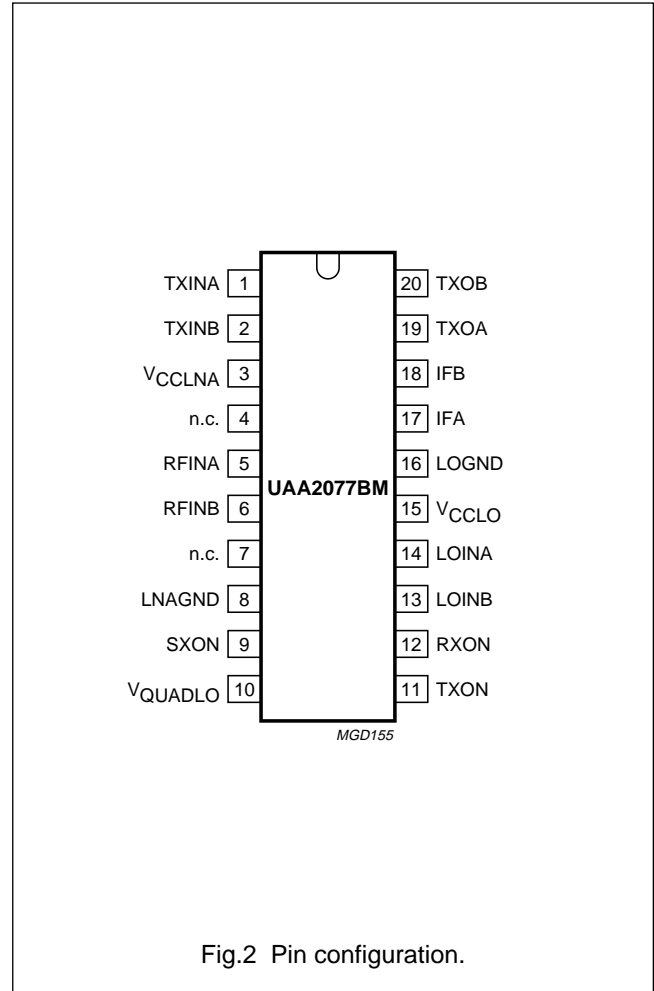 TXINA 1 20 TXOB
TXINB 2 19 TXOA
VCCLNA 3 18 IFB
n.c. 4 17 IFA
RFINA 5 16 LOGND
UAA2077BM
RFINB 6 15 VCCLO
n.c. 7 14 LOINA
LNAGND 8 13 LOINB
SXON 9 12 RXON
VQUADLO 10 11 TXON
MGD155
Fig.2 Pin configuration.